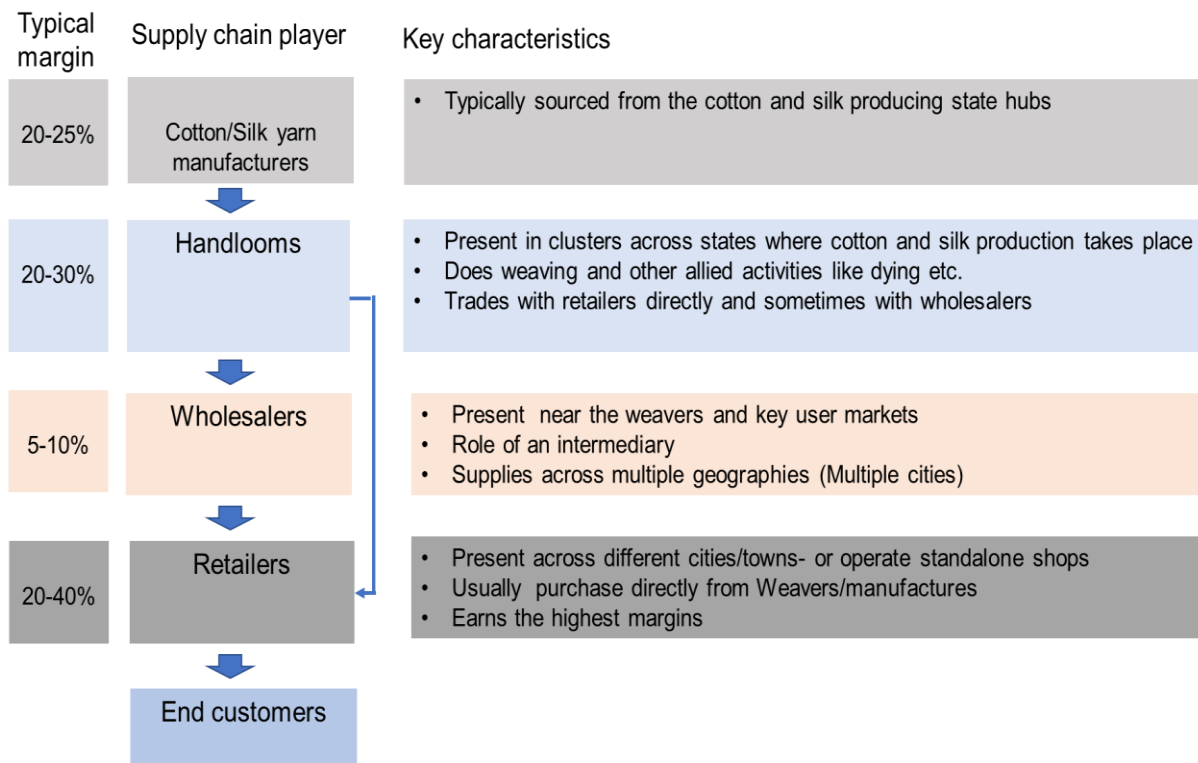 Typical
margin
Supply chain player
Key characteristics
20-25%
Cotton/Silk yarn
manufacturers
• Typically sourced from the cotton and silk producing state hubs
20-30%
Handlooms
• Present in clusters across states where cotton and silk production takes place
• Does weaving and other allied activities like dying etc.
• Trades with retailers directly and sometimes with wholesalers
5-10%
Wholesalers
• Present near the weavers and key user markets
• Role of an intermediary
• Supplies across multiple geographies (Multiple cities)
20-40%
Retailers
• Present across different cities/towns- or operate standalone shops
• Usually purchase directly from Weavers/manufactures
• Earns the highest margins
End customers